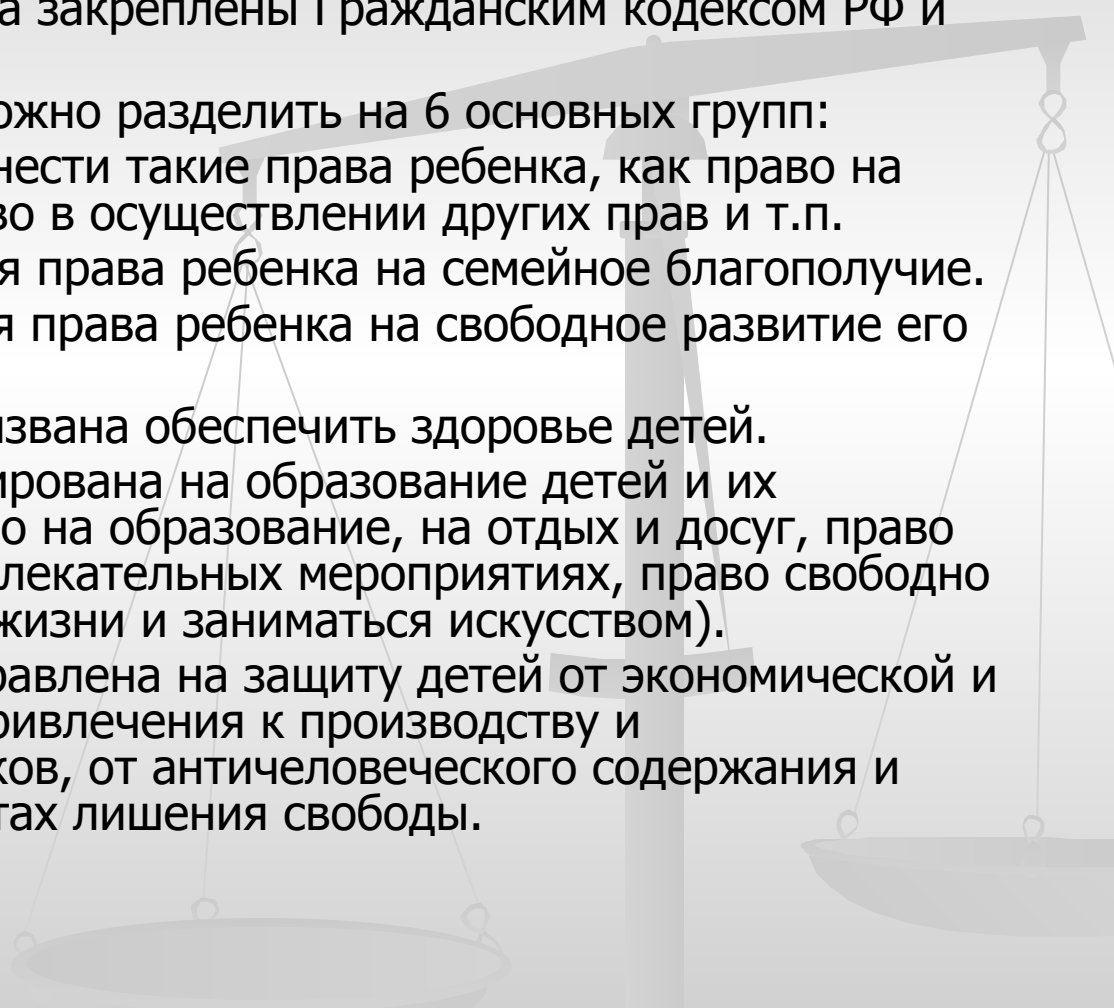 а закреплены Гражданским кодексом РФ и
ожно разделить на 6 основных групп:
нести такие права ребенка, как право на
во в осуществлении других прав и т.п.
я права ребенка на семейное благополучие.
я права ребенка на свободное развитие его
извана обеспечить здоровье детей.
ирована на образование детей и их
о на образование, на отдых и досуг, право
лекательных мероприятиях, право свободно
жизни и заниматься искусством).
равлена на защиту детей от экономической и
ривлечения к производству и
ков, от античеловеческого содержания и
тах лишения свободы.